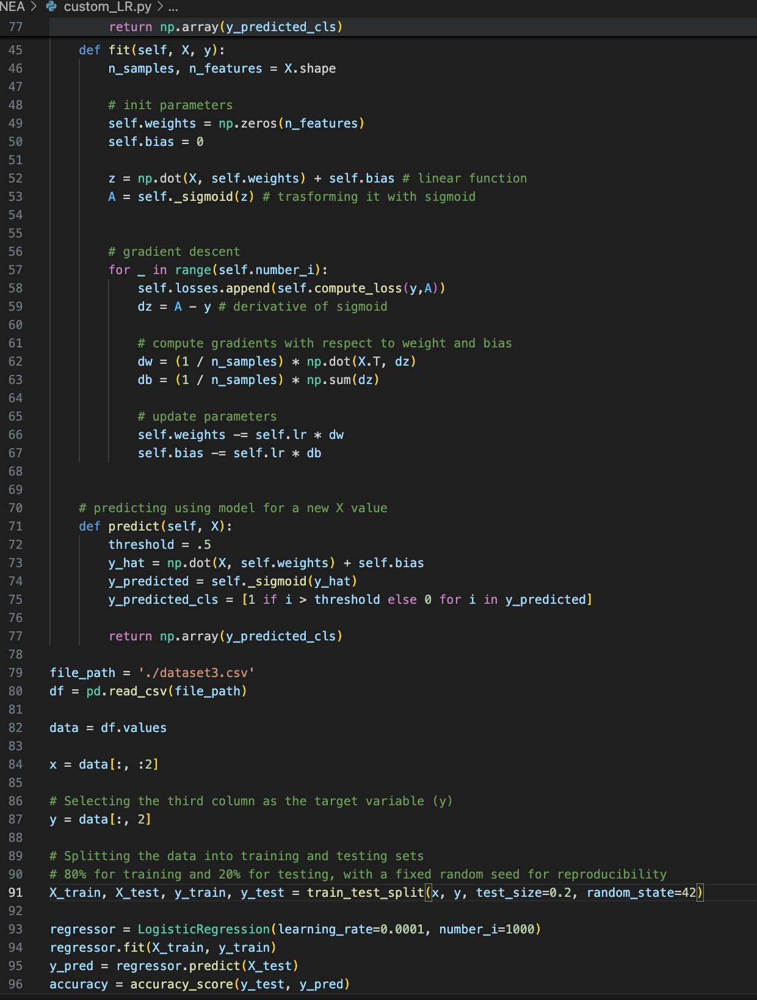 NEA > custom_LR.py > ...
77 return np.array(y_predicted_cls)
45 def fit(self, X, y):
46 n_samples, n_features = X.shape
47
48 # init parameters
49 self.weights = np.zeros(n_features)
50 self.bias = 0
51
52 z = np.dot(X, self.weights) + self.bias # linear function
53 A = self._sigmoid(z) # trasforming it with sigmoid
54
55
56 # gradient descent
57 for _ in range(self.number_i):
58 self.losses.append(self.compute_loss(y,A))
59 dz = A - y # derivative of sigmoid
60
61 # compute gradients with respect to weight and bias
62 dw = (1 / n_samples) * np.dot(X.T, dz)
63 db = (1 / n_samples) * np.sum(dz)
64
65 # update parameters
66 self.weights -= self.lr * dw
67 self.bias -= self.lr * db
68
69
70 # predicting using model for a new X value
71 def predict(self, X):
72 threshold = .5
73 y_hat = np.dot(X, self.weights) + self.bias
74 y_predicted = self._sigmoid(y_hat)
75 y_predicted_cls = [1 if i > threshold else 0 for i in y_predicted]
76
77 return np.array(y_predicted_cls)
78
79 file_path = './dataset3.csv'
80 df = pd.read_csv(file_path)
81
82 data = df.values
83
84 x = data[:, :2]
85
86 # Selecting the third column as the target variable (y)
87 y = data[:, 2]
88
89 # Splitting the data into training and testing sets
90 # 80% for training and 20% for testing, with a fixed random seed for reproducibility
91 X_train, X_test, y_train, y_test = train_test_split(x, y, test_size=0.2, random_state=42)
92
93 regressor = LogisticRegression(learning_rate=0.0001, number_i=1000)
94 regressor.fit(X_train, y_train)
95 y_pred = regressor.predict(X_test)
96 accuracy = accuracy_score(y_test, y_pred)